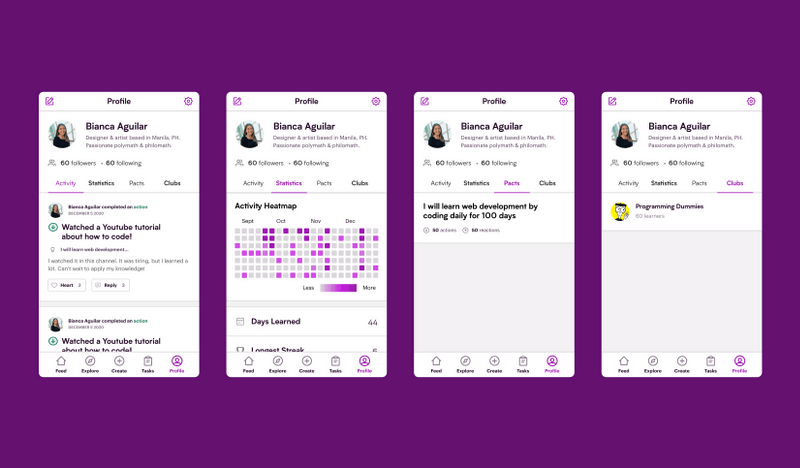 Profile
Bianca Aguilar
Designer & artist based in Manila, PH.
Passionate polymath & philomath.
60 followers • 60 following
Activity Statistics Pacts Clubs
Bianca Aguilar completed an action
DECEMBER 2 2020
Watched a Youtube tutorial
about how to code!
I will learn web development...
I watched it in this channel. It was tiring, but I learned a
lot. Can't wait to apply my knowledge!
Heart 3 Reply 3
Bianca Aguilar completed an action
DECEMBER 2 2020
Watched a Youtube tutorial
about how to code!
Feed Explore Create Tasks Profile
Profile
Bianca Aguilar
Designer & artist based in Manila, PH.
Passionate polymath & philomath.
60 followers • 60 following
Activity Statistics Pacts Clubs
Activity Heatmap
Sept Oct Nov Dec
Less More
Days Learned 44
Longest Streak 6
Feed Explore Create Tasks Profile
Profile
Bianca Aguilar
Designer & artist based in Manila, PH.
Passionate polymath & philomath.
60 followers • 60 following
Activity Statistics Pacts Clubs
I will learn web development by
coding daily for 100 days
50 actions 50 reactions
Feed Explore Create Tasks Profile
Profile
Bianca Aguilar
Designer & artist based in Manila, PH.
Passionate polymath & philomath.
60 followers • 60 following
Activity Statistics Pacts Clubs
Programming Dummies
60 learners
Feed Explore Create Tasks Profile